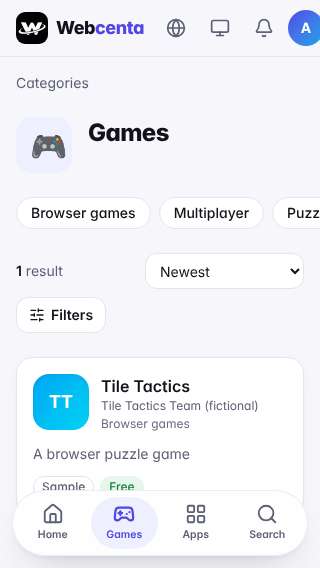 Webcenta
A
Categories
Games
Browser games
Multiplayer
Puzz
1 result
Newest
Filters
TT
Tile Tactics
Tile Tactics Team (fictional)
Browser games
A browser puzzle game
Sample
Free
Home
Games
Apps
Search